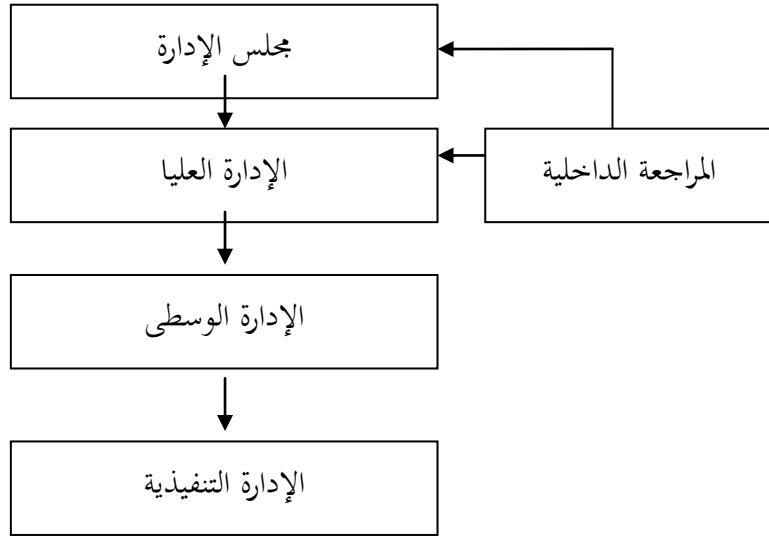 مجلس الإدارة
الإدارة العليا
المراجعة الداخلية
الإدارة الوسطى
الإدارة التنفيذية